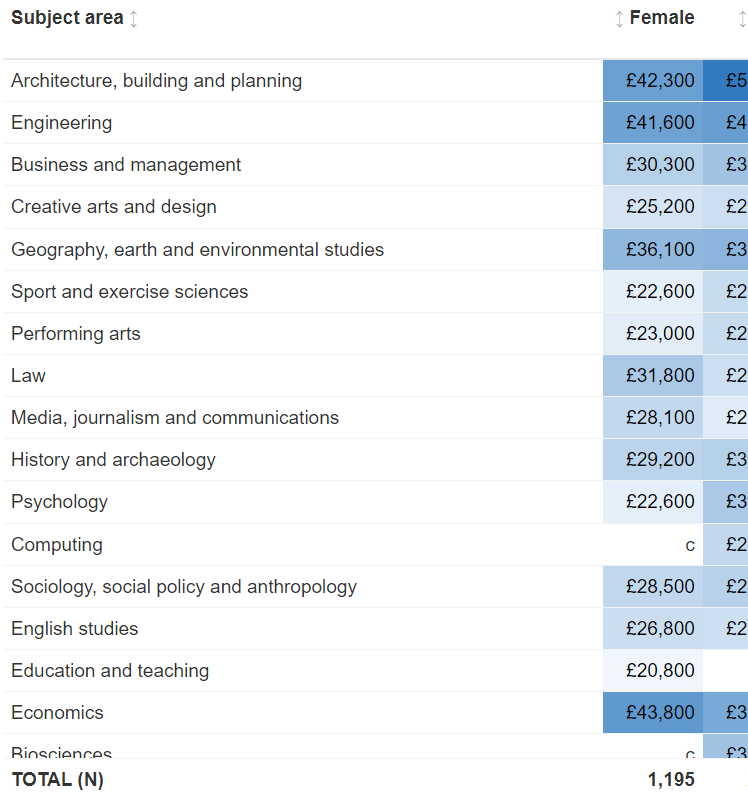 Subject area Female
Architecture, building and planning £42,300 £5
Engineering £41,600 £4
Business and management £30,300 £3
Creative arts and design £25,200 £2
Geography, earth and environmental studies £36,100 £3
Sport and exercise sciences £22,600 £2
Performing arts £23,000 £2
Law £31,800 £2
Media, journalism and communications £28,100 £2
History and archaeology £29,200 £3
Psychology £22,600 £3
Computing c £2
Sociology, social policy and anthropology £28,500 £2
English studies £26,800 £2
Education and teaching £20,800
Economics £43,800 £3
Biosciences c £3
TOTAL (N) 1,195